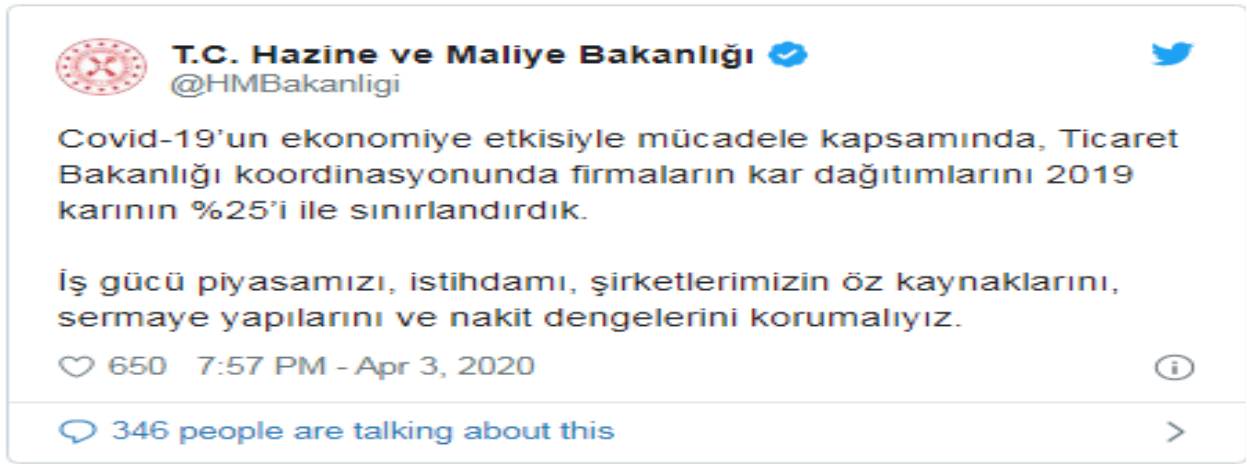 T.C. Hazine ve Maliye Bakanlığı
@HMBakanligi
Covid-19’un ekonomiye etkisiyle mücadele kapsamında, Ticaret
Bakanlığı koordinasyonunda firmaların kar dağıtımlarını 2019
karının %25’i ile sınırlandırdık.
İş gücü piyasamızı, istihdamı, şirketlerimizin öz kaynaklarını,
sermaye yapılarını ve nakit dengelerini korumalıyız.
650 7:57 PM - Apr 3, 2020
346 people are talking about this